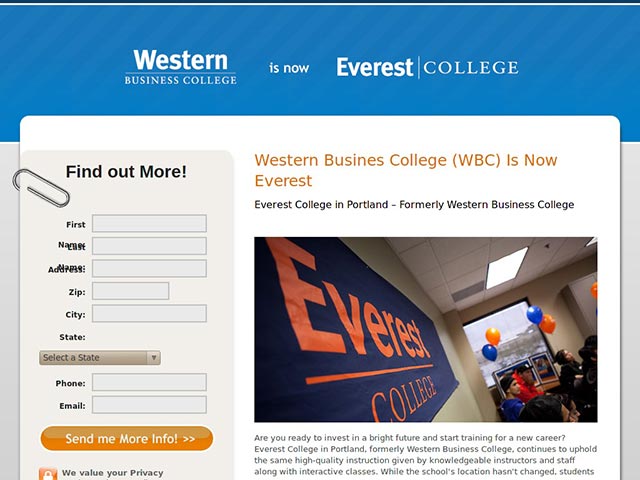 Western
BUSINESS COLLEGE
is now
Everest COLLEGE
Find out More!
First
Name:
Last
Name:
Address:
Zip:
City:
State:
Select a State
Phone:
Email:
Send me More Info! >>
We value your Privacy
Western Busines College (WBC) Is Now
Everest
Everest College in Portland – Formerly Western Business College
Everest
COLLEGE
Are you ready to invest in a bright future and start training for a new career?
Everest College in Portland, formerly Western Business College, continues to uphold
the same high-quality instruction given by knowledgeable instructors and staff
along with interactive classes. While the school's location hasn't changed, students